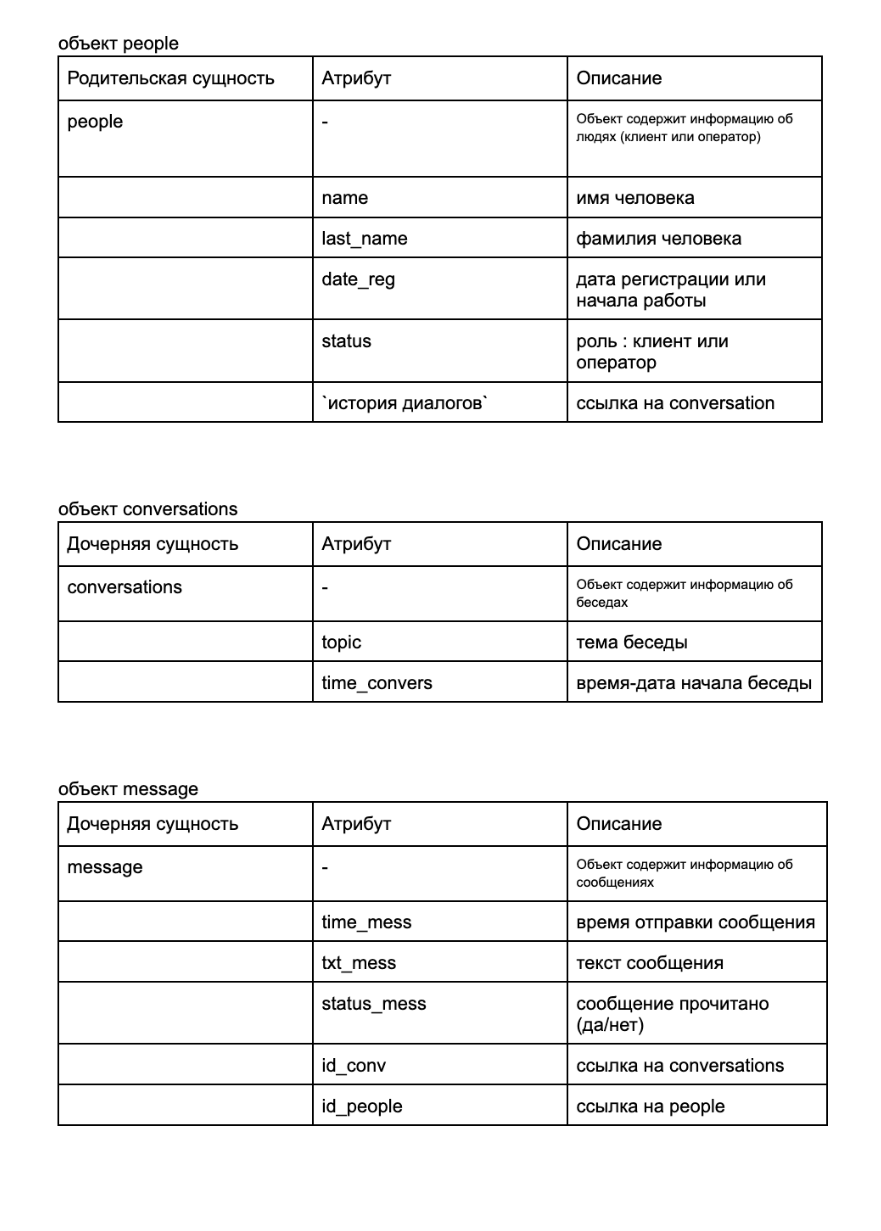 объект people
Родительская сущность Атрибут Описание
people - Объект содержит информацию об
людях (клиент или оператор)
name имя человека
last_name фамилия человека
date_reg дата регистрации или
начала работы
status роль : клиент или
оператор
`история диалогов` ссылка на conversation
объект conversations
Дочерняя сущность Атрибут Описание
conversations - Объект содержит информацию об
беседах
topic тема беседы
time_convers время-дата начала беседы
объект message
Дочерняя сущность Атрибут Описание
message - Объект содержит информацию об
сообщениях
time_mess время отправки сообщения
txt_mess текст сообщения
status_mess сообщение прочитано
(да/нет)
id_conv ссылка на conversations
id_people ссылка на people